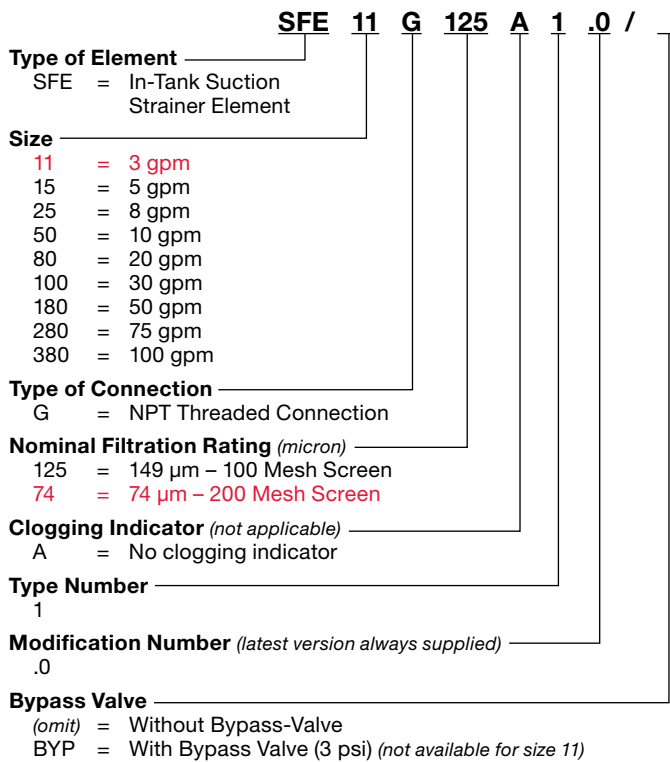 SFE 11 G 125 A 1 .0 /
Type of Element
SFE = In-Tank Suction
Strainer Element
Size
11 = 3 gpm
15 = 5 gpm
25 = 8 gpm
50 = 10 gpm
80 = 20 gpm
100 = 30 gpm
180 = 50 gpm
280 = 75 gpm
380 = 100 gpm
Type of Connection
G = NPT Threaded Connection
Nominal Filtration Rating (micron)
125 = 149 µm – 100 Mesh Screen
74 = 74 µm – 200 Mesh Screen
Clogging Indicator (not applicable)
A = No clogging indicator
Type Number
1
Modification Number (latest version always supplied)
.0
Bypass Valve
(omit) = Without Bypass-Valve
BYP = With Bypass Valve (3 psi) (not available for size 11)